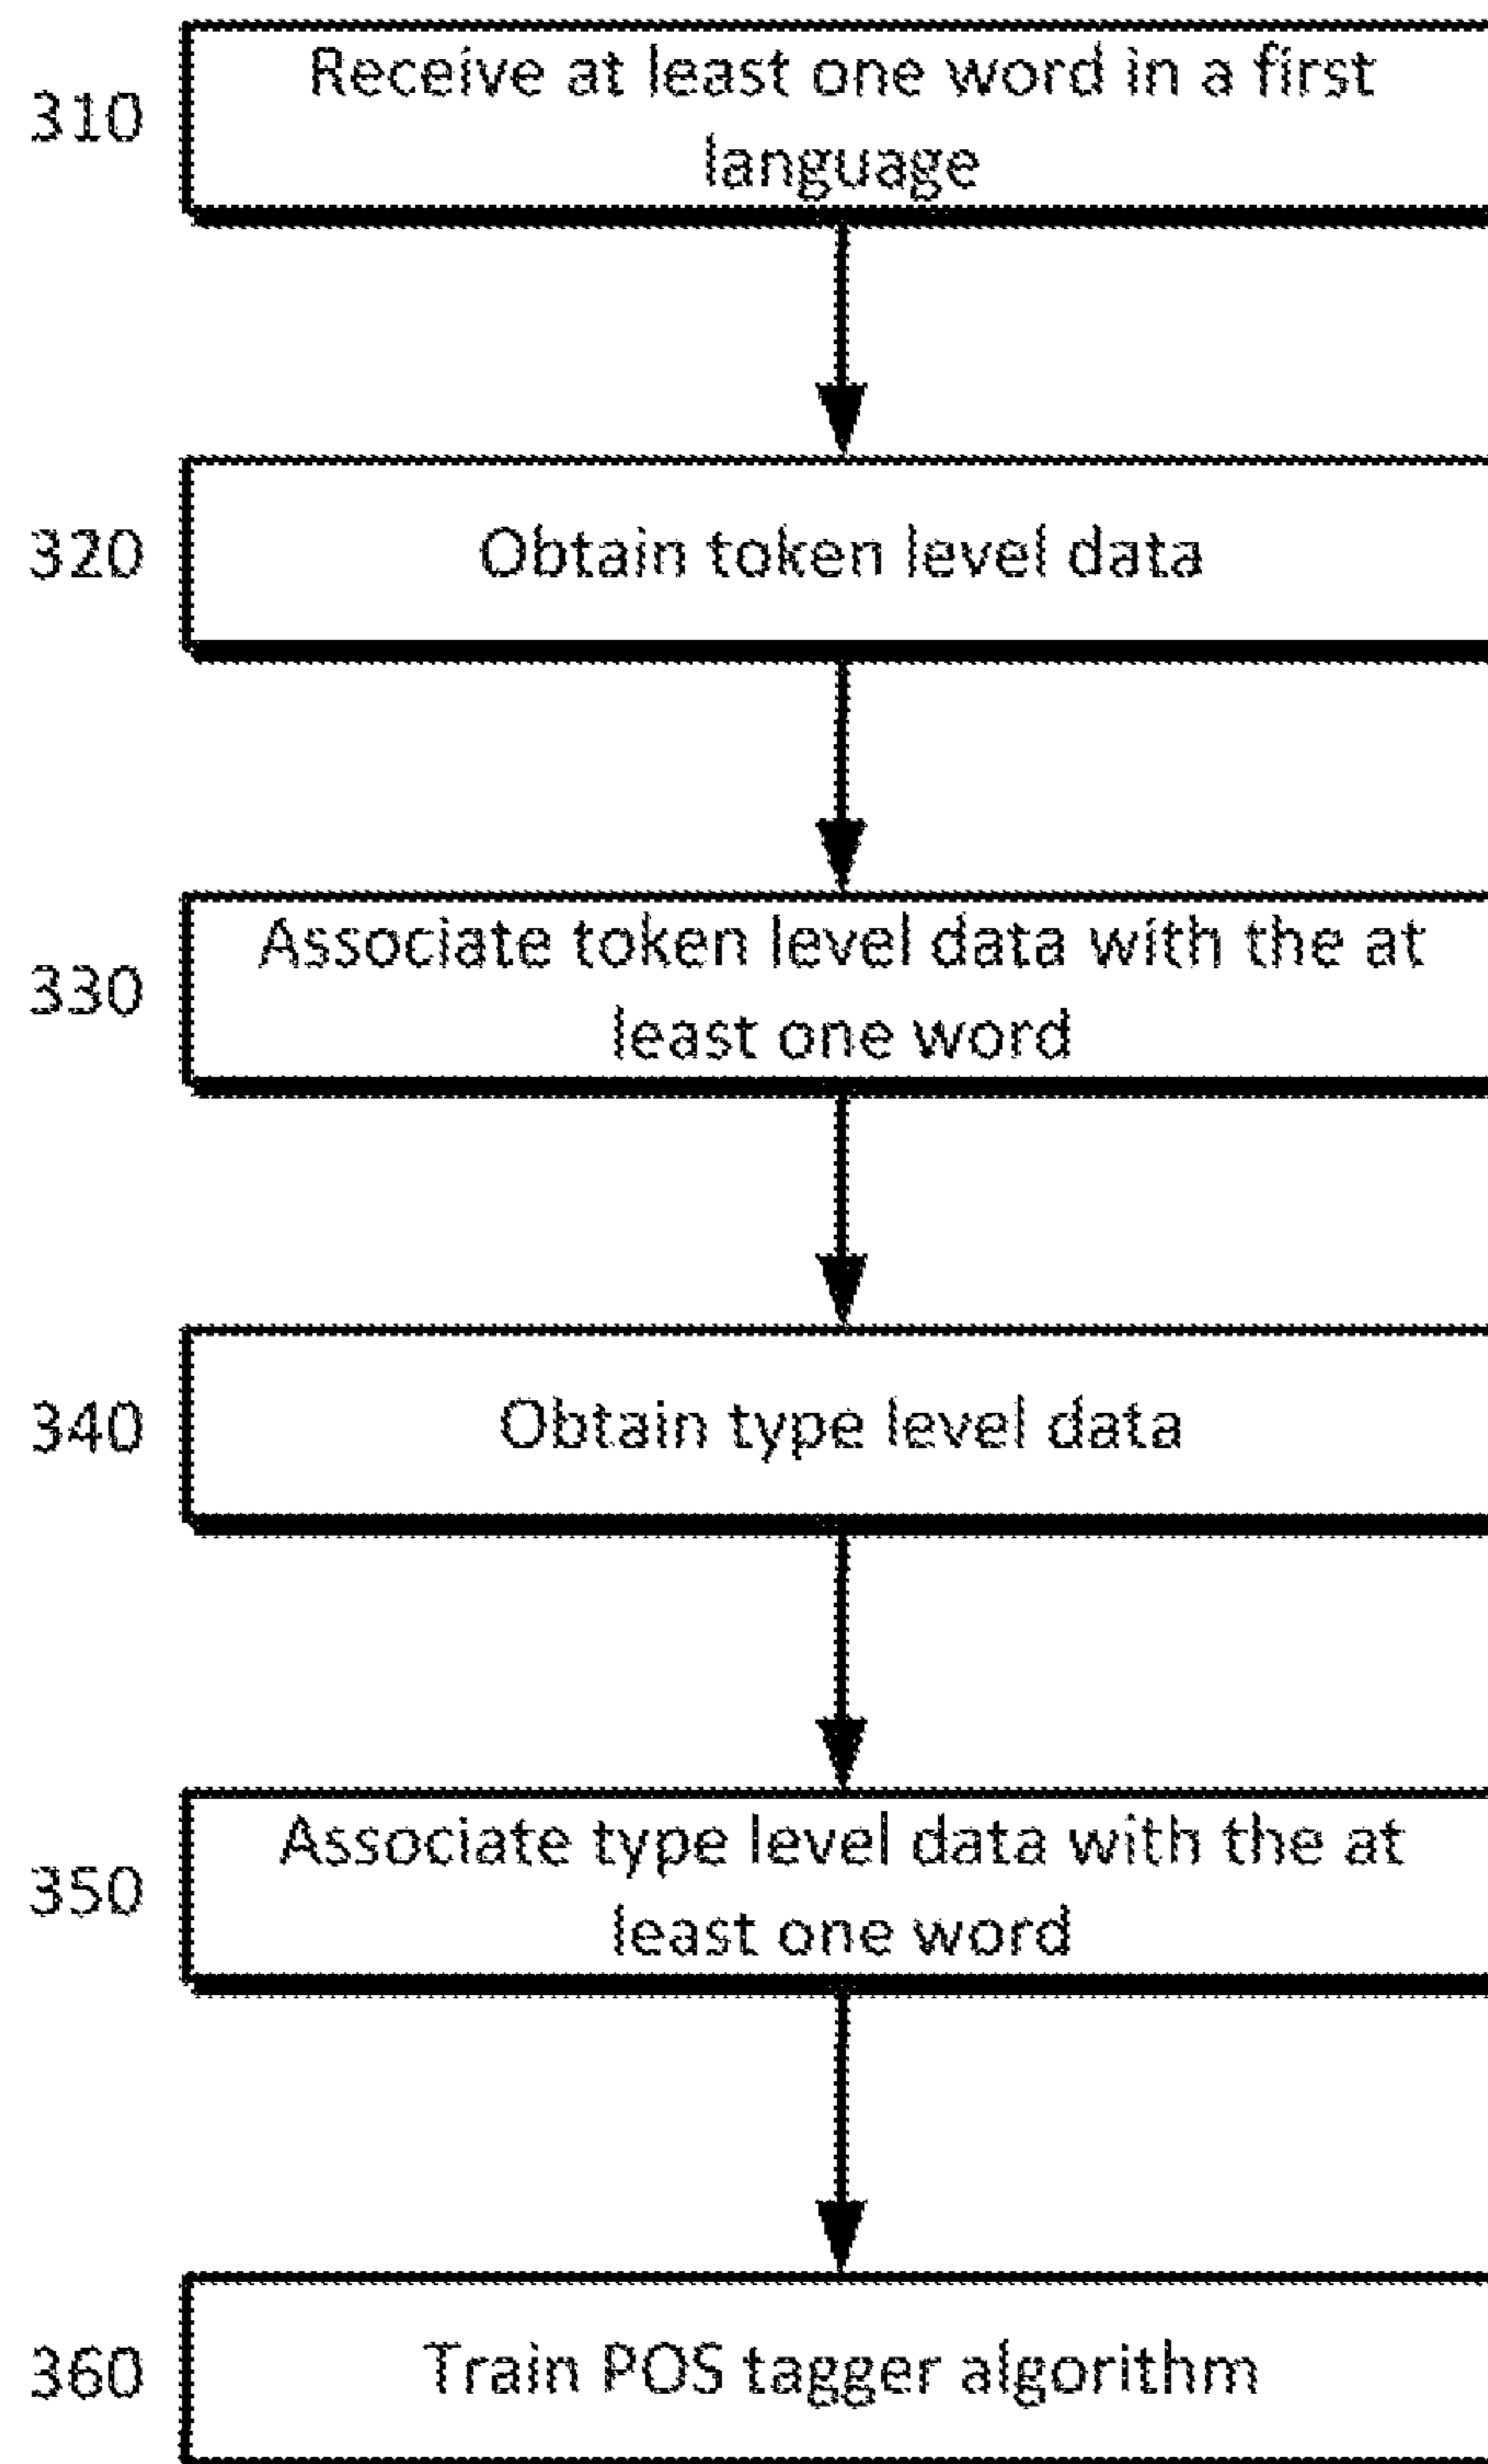 310
Receive at least one word in a first
language
320
Obtain token level data
330
Associate token level data with the at
least one word
340
Obtain type level data
350
Associate type level data with the at
least one word
360
Train POS tagger algorithm